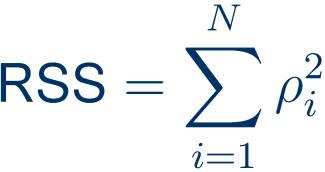 RSS = \sum_{i=1}^{N} \rho_i^2